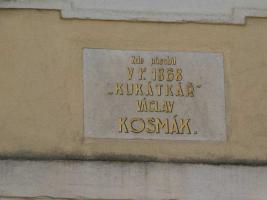 Zde působil
V R. 1868
„KUKÁTKÁŘ“
VÁCLAV
KOSMÁK.